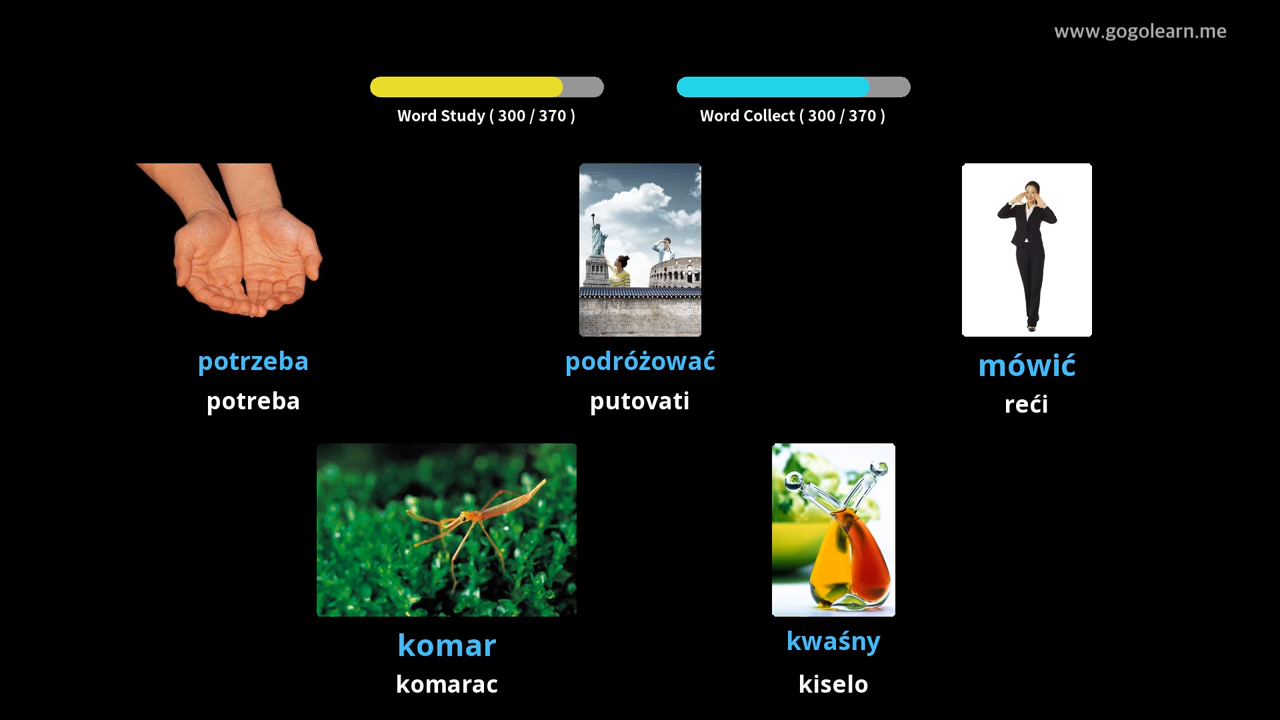 www.gogolearn.me
Word Study ( 300 / 370 )
Word Collect ( 300 / 370 )
potrzeba
potreba
podróżować
putovati
mówić
reći
komar
komarac
kwaśny
kiselo